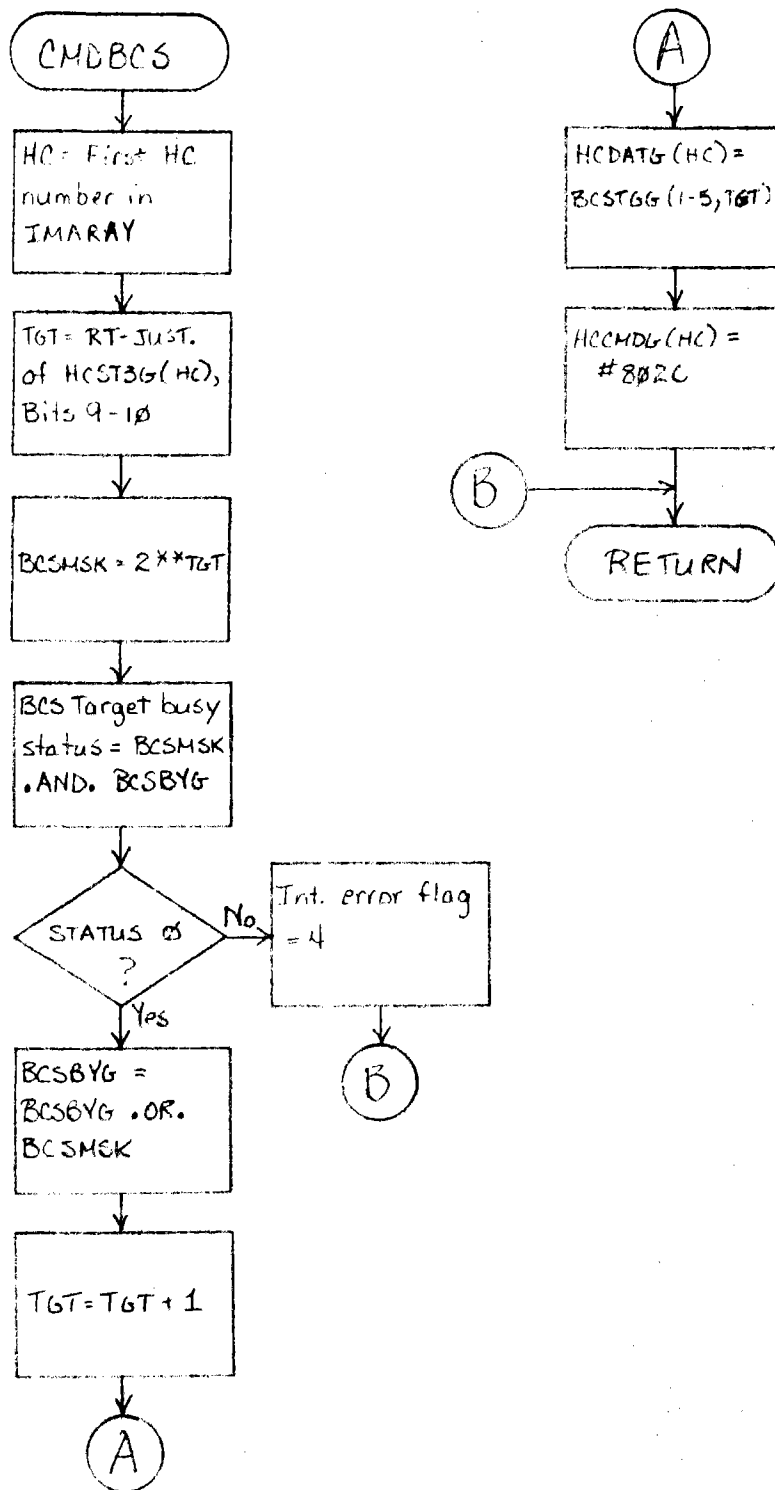 CMDBCS
HC = First HC
number in
IMARAY
TGT = RT-JUST.
of HCST3G(HC),
Bits 9-1Ø
BCSMSK = 2**TGT
BCS Target busy
status = BCSMSK
.AND. BCSBYG
STATUS Ø
?
No
Yes
Int. error flag
= 4
B
BCSBYG =
BCSBYG .OR.
BCSMSK
TGT = TGT + 1
A
A
HCDATG(HC) =
BCSTGG(1-5,TGT)
HCCMDG(HC) =
#8Ø2C
B
RETURN